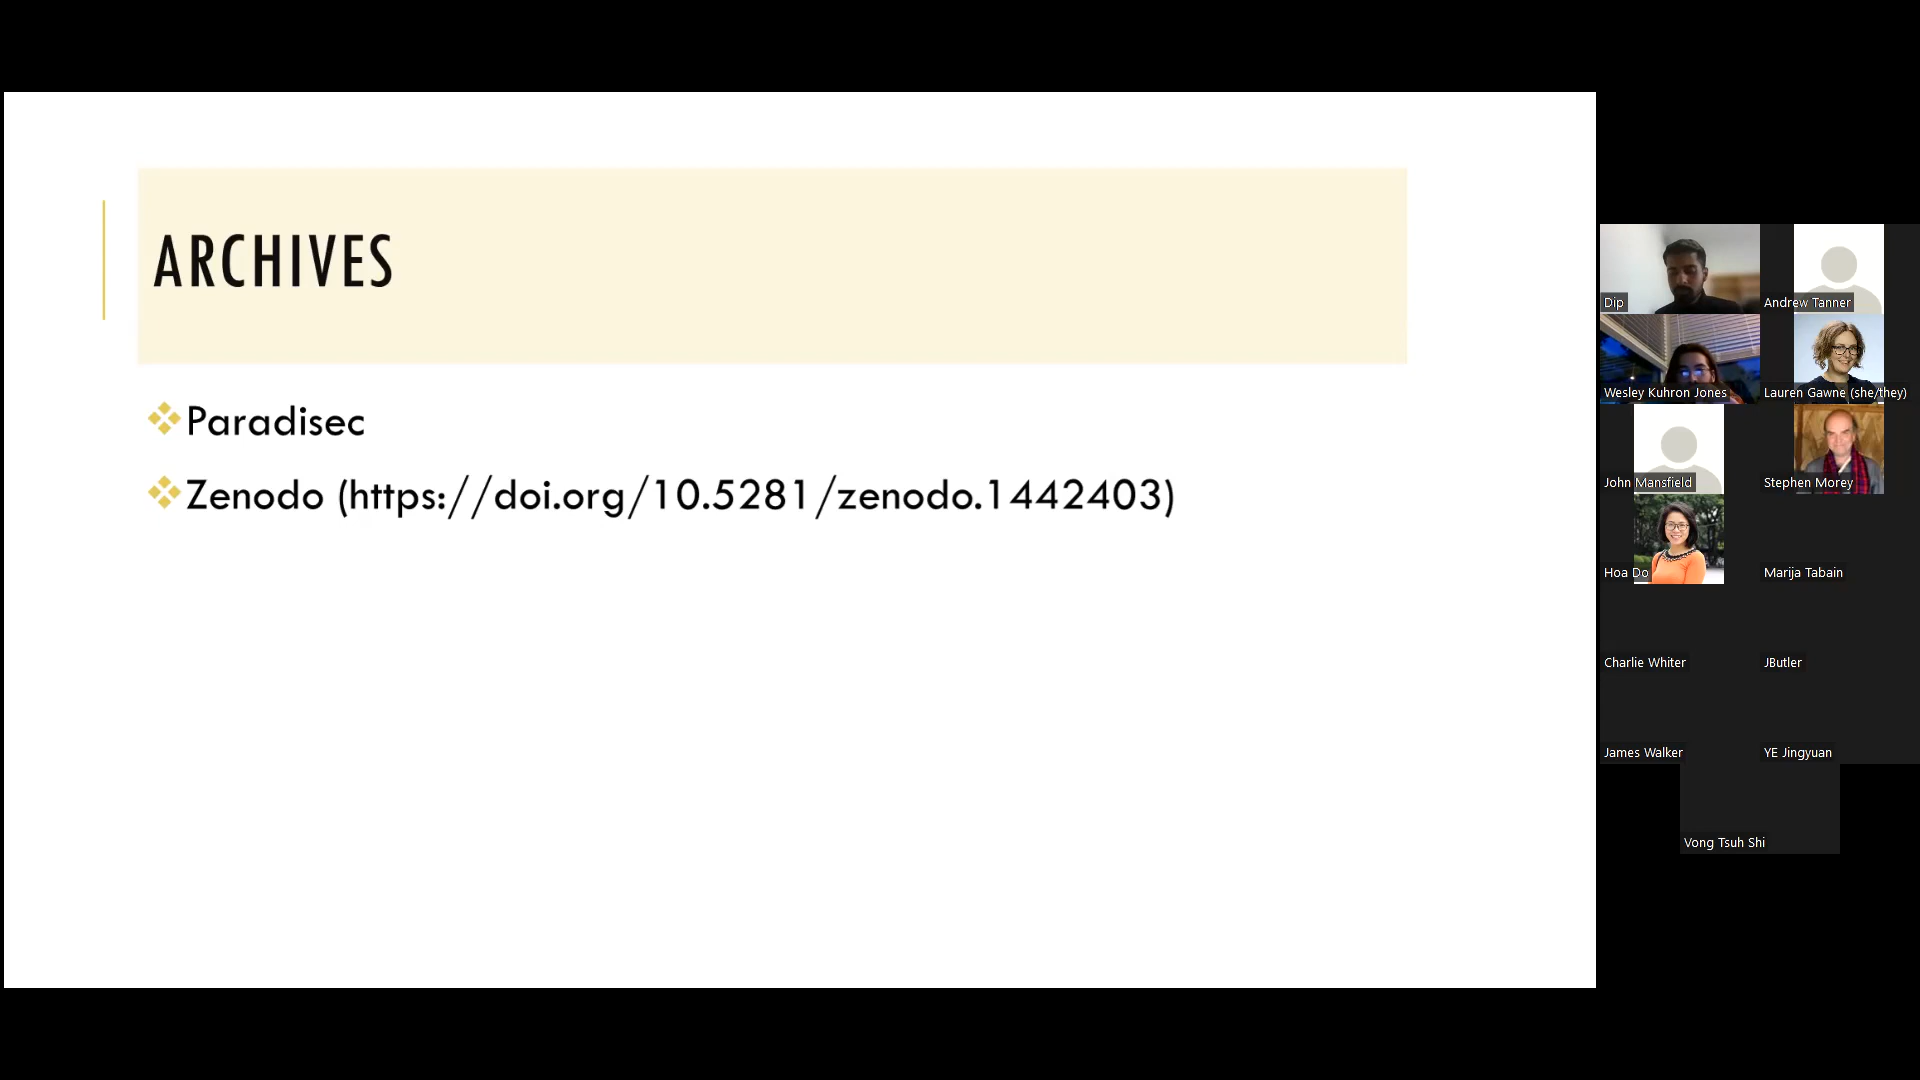 ARCHIVES
Paradisec
Zenodo (https://doi.org/10.5281/zenodo.1442403)
Dip
Andrew Tanner
Wesley Kuhron Jones
Lauren Gawne (she/they)
John Mansfield
Stephen Morey
Hoa Do
Marija Tabain
Charlie Whiter
JButler
James Walker
YE Jingyuan
Vong Tsuh Shi